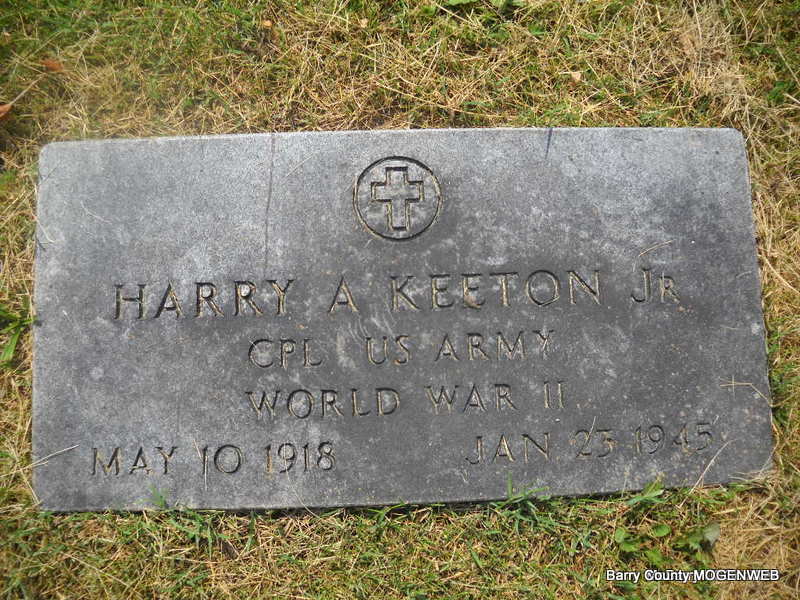 HARRY A KEETON JR
CPL US ARMY
WORLD WAR II
MAY 10 1918 JAN 23 1945
Barry County MOGENWEB